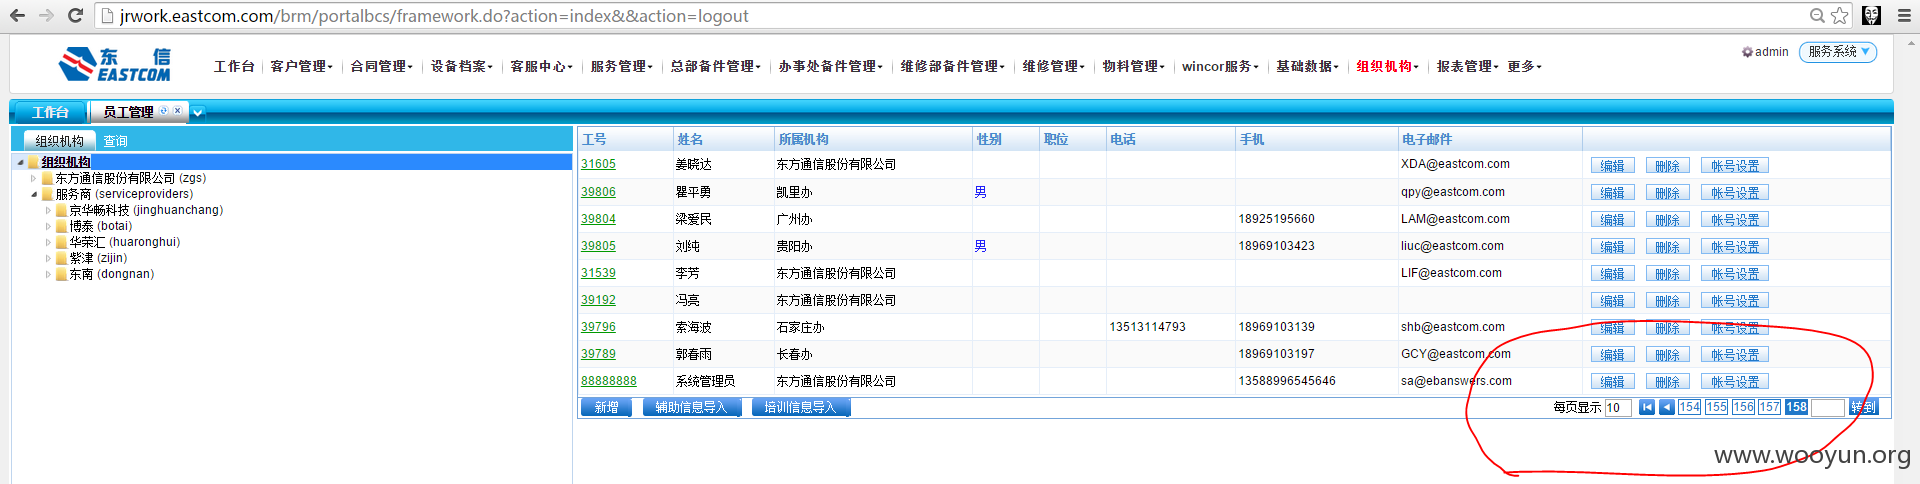 jrwork.eastcom.com/brm/portalbcs/framework.do?action=index&&action=logout
东 信
EASTCOM
admin 服务系统
工作台 客户管理 合同管理 设备档案 客服中心 服务管理 总部备件管理 办事处备件管理 维修部备件管理 维修管理 物料管理 wincor服务 基础数据 组织机构 报表管理 更多
工作台 员工管理
组织机构 查询
组织机构
东方通信股份有限公司 (zgs)
服务商 (serviceproviders)
京华畅科技 (jinghuanchang)
博泰 (botai)
华荣汇 (huaronghui)
紫津 (zijin)
东南 (dongnan)
工号 姓名 所属机构 性别 职位 电话 手机 电子邮件
31605 姜晓达 东方通信股份有限公司 XDA@eastcom.com 编辑 删除 帐号设置
39806 瞿平勇 凯里办 男 qpy@eastcom.com 编辑 删除 帐号设置
39804 梁爱民 广州办 18925195660 LAM@eastcom.com 编辑 删除 帐号设置
39805 刘纯 贵阳办 男 18969103423 liuc@eastcom.com 编辑 删除 帐号设置
31539 李芳 东方通信股份有限公司 LIF@eastcom.com 编辑 删除 帐号设置
39192 冯亮 东方通信股份有限公司 编辑 删除 帐号设置
39796 索海波 石家庄办 13513114793 18969103139 shb@eastcom.com 编辑 删除 帐号设置
39789 郭春雨 长春办 18969103197 GCY@eastcom.com 编辑 删除 帐号设置
88888888 系统管理员 东方通信股份有限公司 13588996545646 sa@ebanswers.com 编辑 删除 帐号设置
新增 辅助信息导入 培训信息导入 每页显示 10 154 155 156 157 158 转到
www.wooyun.org